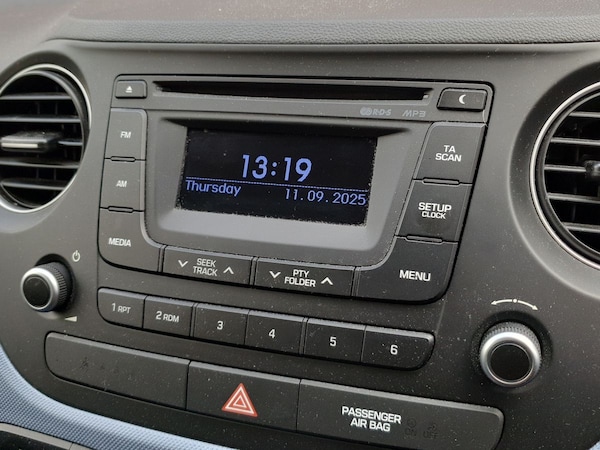 R·D·S MP3
FM
13:19
TA
SCAN
AM
Thursday 11.09.2025
SETUP
CLOCK
MEDIA
SEEK
TRACK
PTY
FOLDER
MENU
1 RPT
2 RDM
3
4
5
6
PASSENGER
AIR BAG